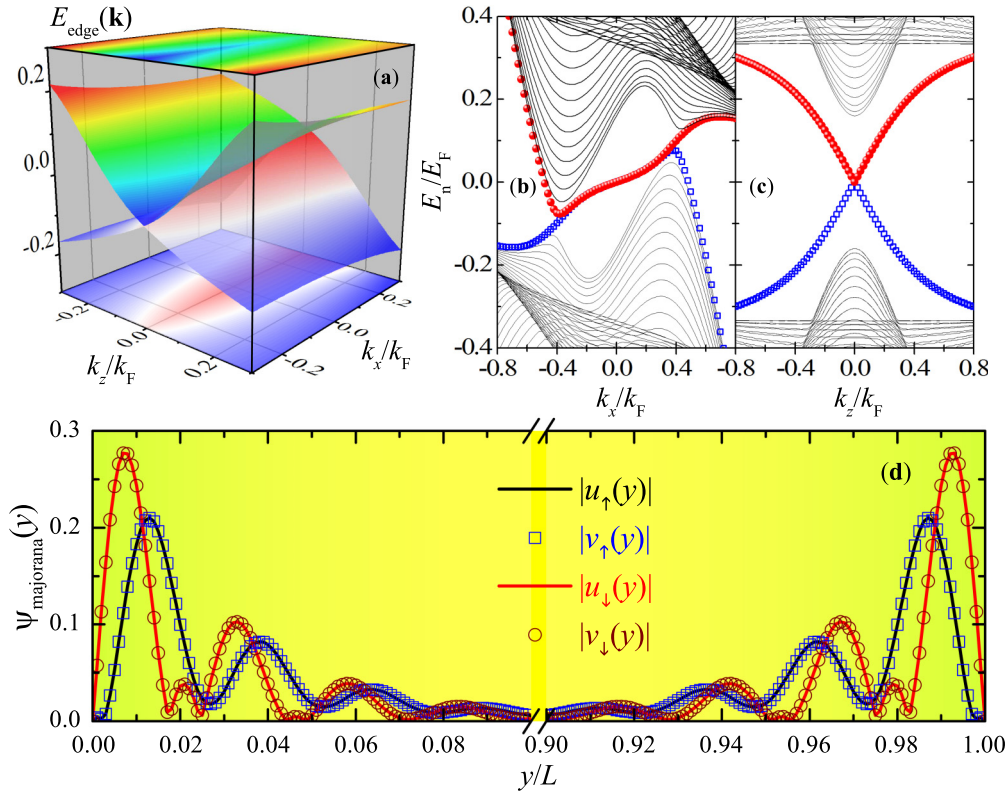 E_edge(k)
(a)
0.2
0.0
-0.2
-0.2
0.0
0.2
k_z/k_F
-0.2
-0.0
0.2
k_x/k_F
E_n/E_F
0.4
0.2
0.0
-0.2
-0.4
(b)
-0.8 -0.4 0.0 0.4 -0.8
k_x/k_F
(c)
-0.4 0.0 0.4 0.8
k_z/k_F
ψ_majorana(y)
0.3
0.2
0.1
0.0
(d)
|u_↑(y)|
|v_↑(y)|
|u_↓(y)|
|v_↓(y)|
0.00 0.02 0.04 0.06 0.08 0.90 0.92 0.94 0.96 0.98 1.00
y/L